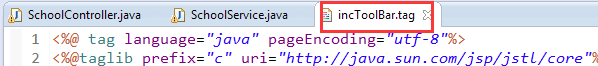 SchoolController.java SchoolService.java incToolBar.tag
1 <%@ tag language="java" pageEncoding="utf-8"%>
2 <%@taglib prefix="c" uri="http://java.sun.com/jsp/jstl/core"%